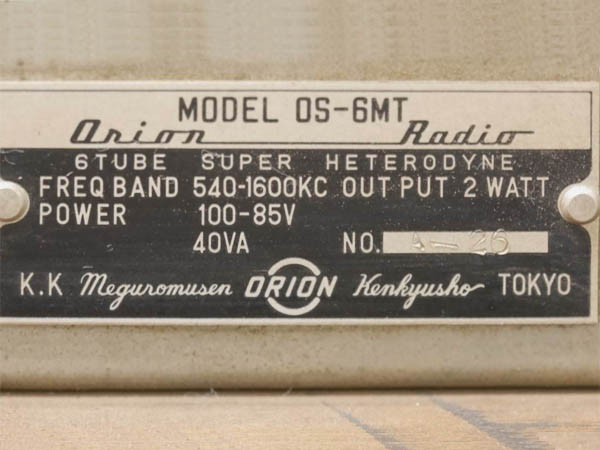 MODEL OS-6MT
Orion Radio
6TUBE SUPER HETERODYNE
FREQ BAND 540-1600KC OUT PUT 2 WATT
POWER 100-85V
40VA NO. 4-26
K.K Meguromusen ORION Kenkyusho TOKYO